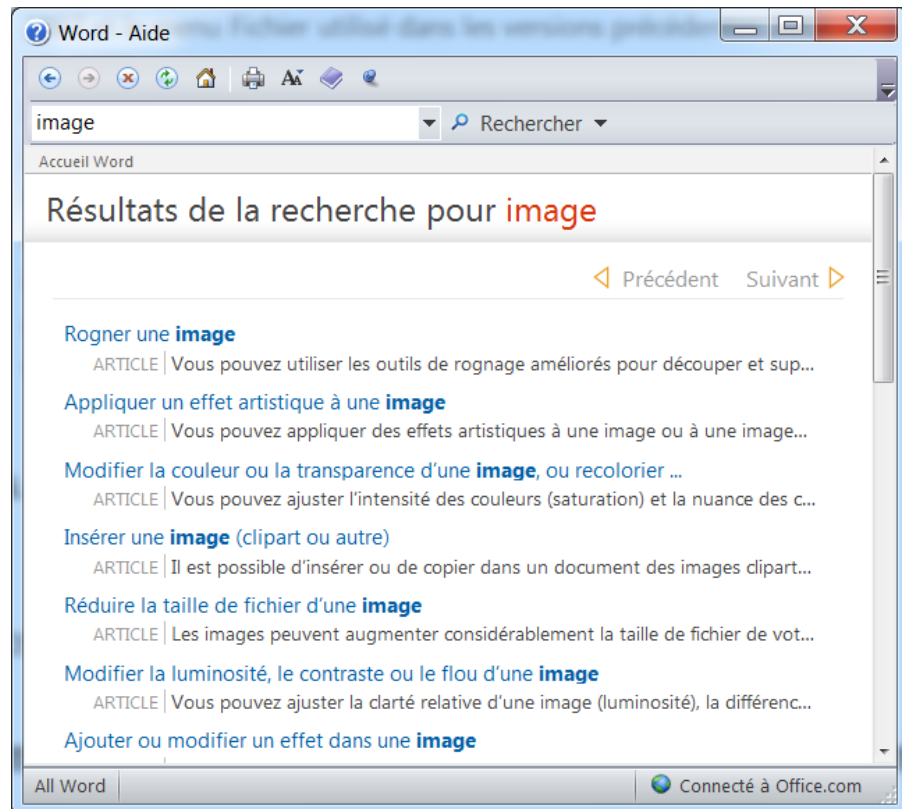 nu Fichier utilisé dans les versions précéden
Word - Aide
image
Rechercher
Accueil Word
Résultats de la recherche pour image
Précédent Suivant
Rogner une image
ARTICLE Vous pouvez utiliser les outils de rognage améliorés pour découper et sup...
Appliquer un effet artistique à une image
ARTICLE Vous pouvez appliquer des effets artistiques à une image ou à une image...
Modifier la couleur ou la transparence d’une image, ou recolorier ...
ARTICLE Vous pouvez ajuster l’intensité des couleurs (saturation) et la nuance des c...
Insérer une image (clipart ou autre)
ARTICLE Il est possible d’insérer ou de copier dans un document des images clipart...
Réduire la taille de fichier d’une image
ARTICLE Les images peuvent augmenter considérablement la taille de fichier de vot...
Modifier la luminosité, le contraste ou le flou d’une image
ARTICLE Vous pouvez ajuster la clarté relative d’une image (luminosité), la différenc...
Ajouter ou modifier un effet dans une image
All Word
Connecté à Office.com